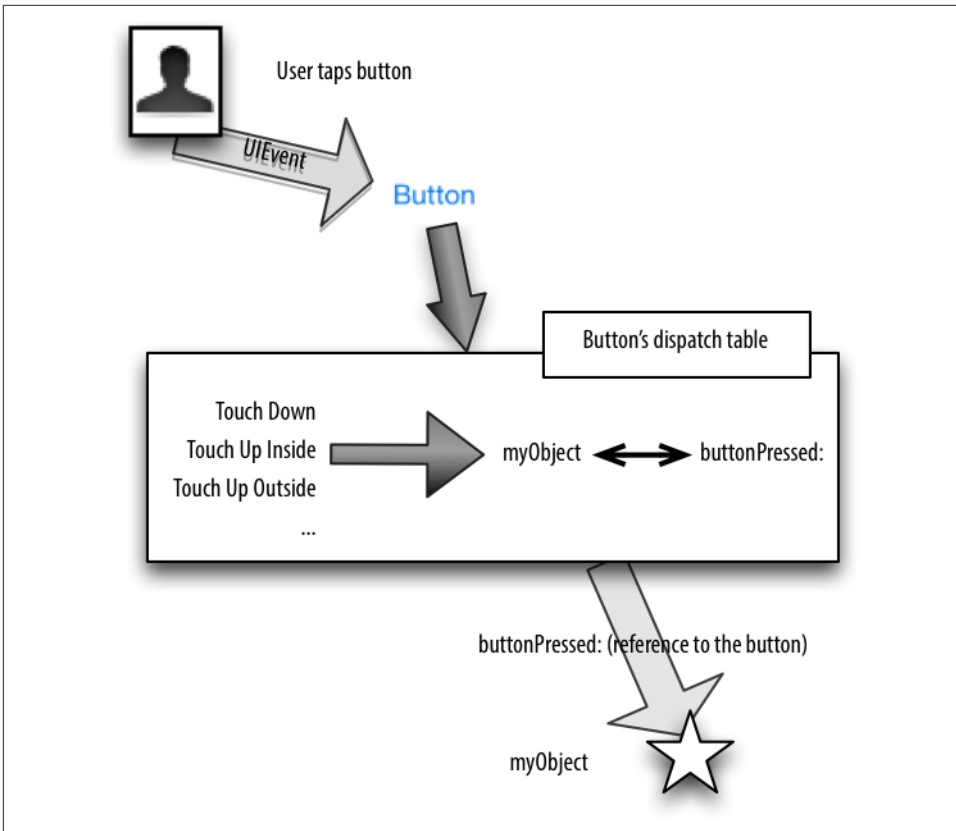 User taps button
UIEvent
Button
Button’s dispatch table
Touch Down
Touch Up Inside
Touch Up Outside
...
myObject
buttonPressed:
buttonPressed: (reference to the button)
myObject